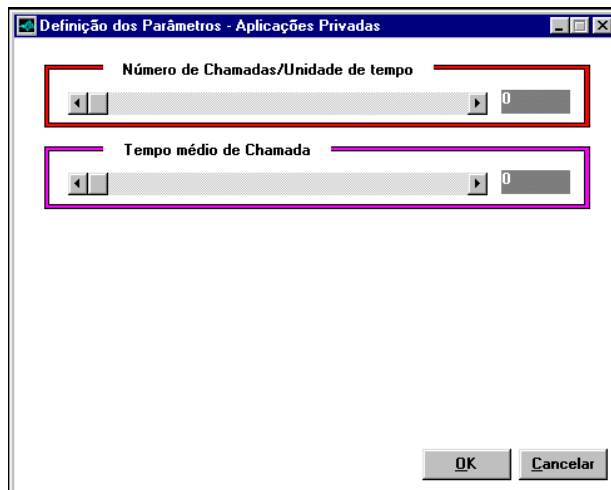 Definição dos Parâmetros - Aplicações Privadas
Número de Chamadas/Unidade de tempo
0
Tempo médio de Chamada
0
OK Cancelar